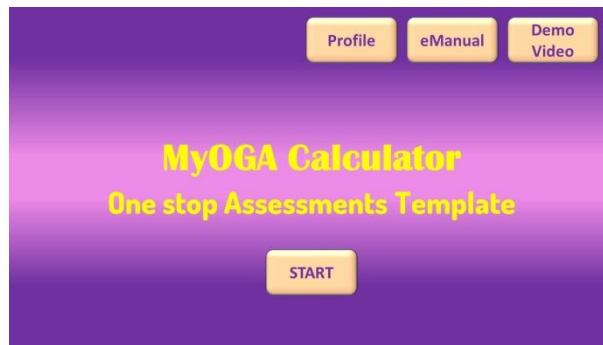 Profile
eManual
Demo
Video
MyOGA Calculator
One stop Assessments Template
START